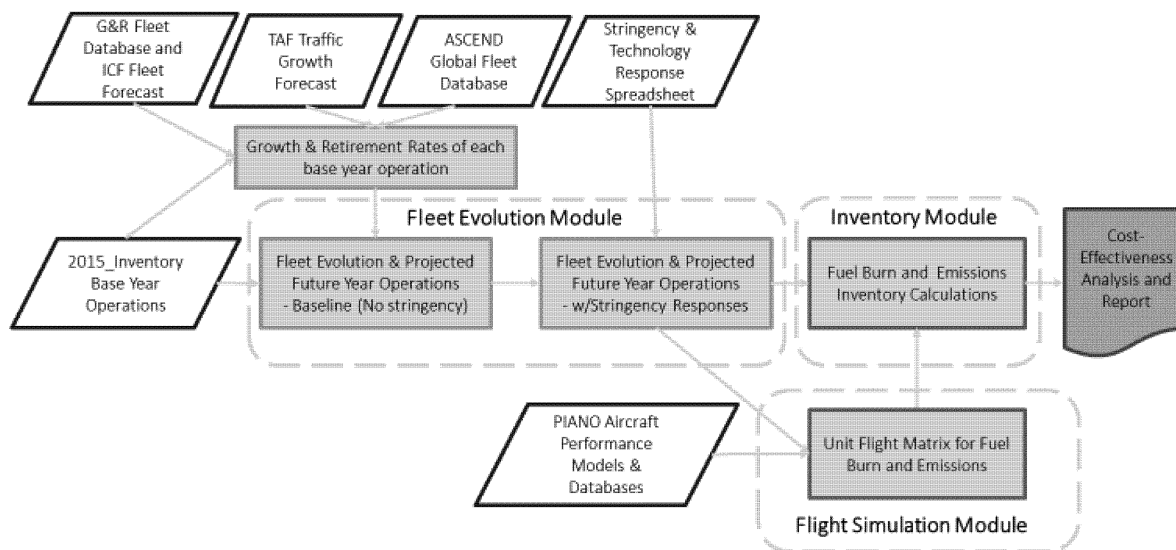 G&R Fleet
Database and
ICF Fleet
Forecast
TAF Traffic
Growth
Forecast
ASCEND
Global Fleet
Database
Stringency &
Technology
Response
Spreadsheet
Growth & Retirement Rates of each
base year operation
Fleet Evolution Module
Inventory Module
2015_Inventory
Base Year
Operations
Fleet Evolution & Projected
Future Year Operations
- Baseline (No stringency)
Fleet Evolution & Projected
Future Year Operations
- w/Stringency Responses
Fuel Burn and Emissions
Inventory Calculations
Cost-
Effectiveness
Analysis and
Report
PIANO Aircraft
Performance
Models &
Databases
Unit Flight Matrix for Fuel
Burn and Emissions
Flight Simulation Module